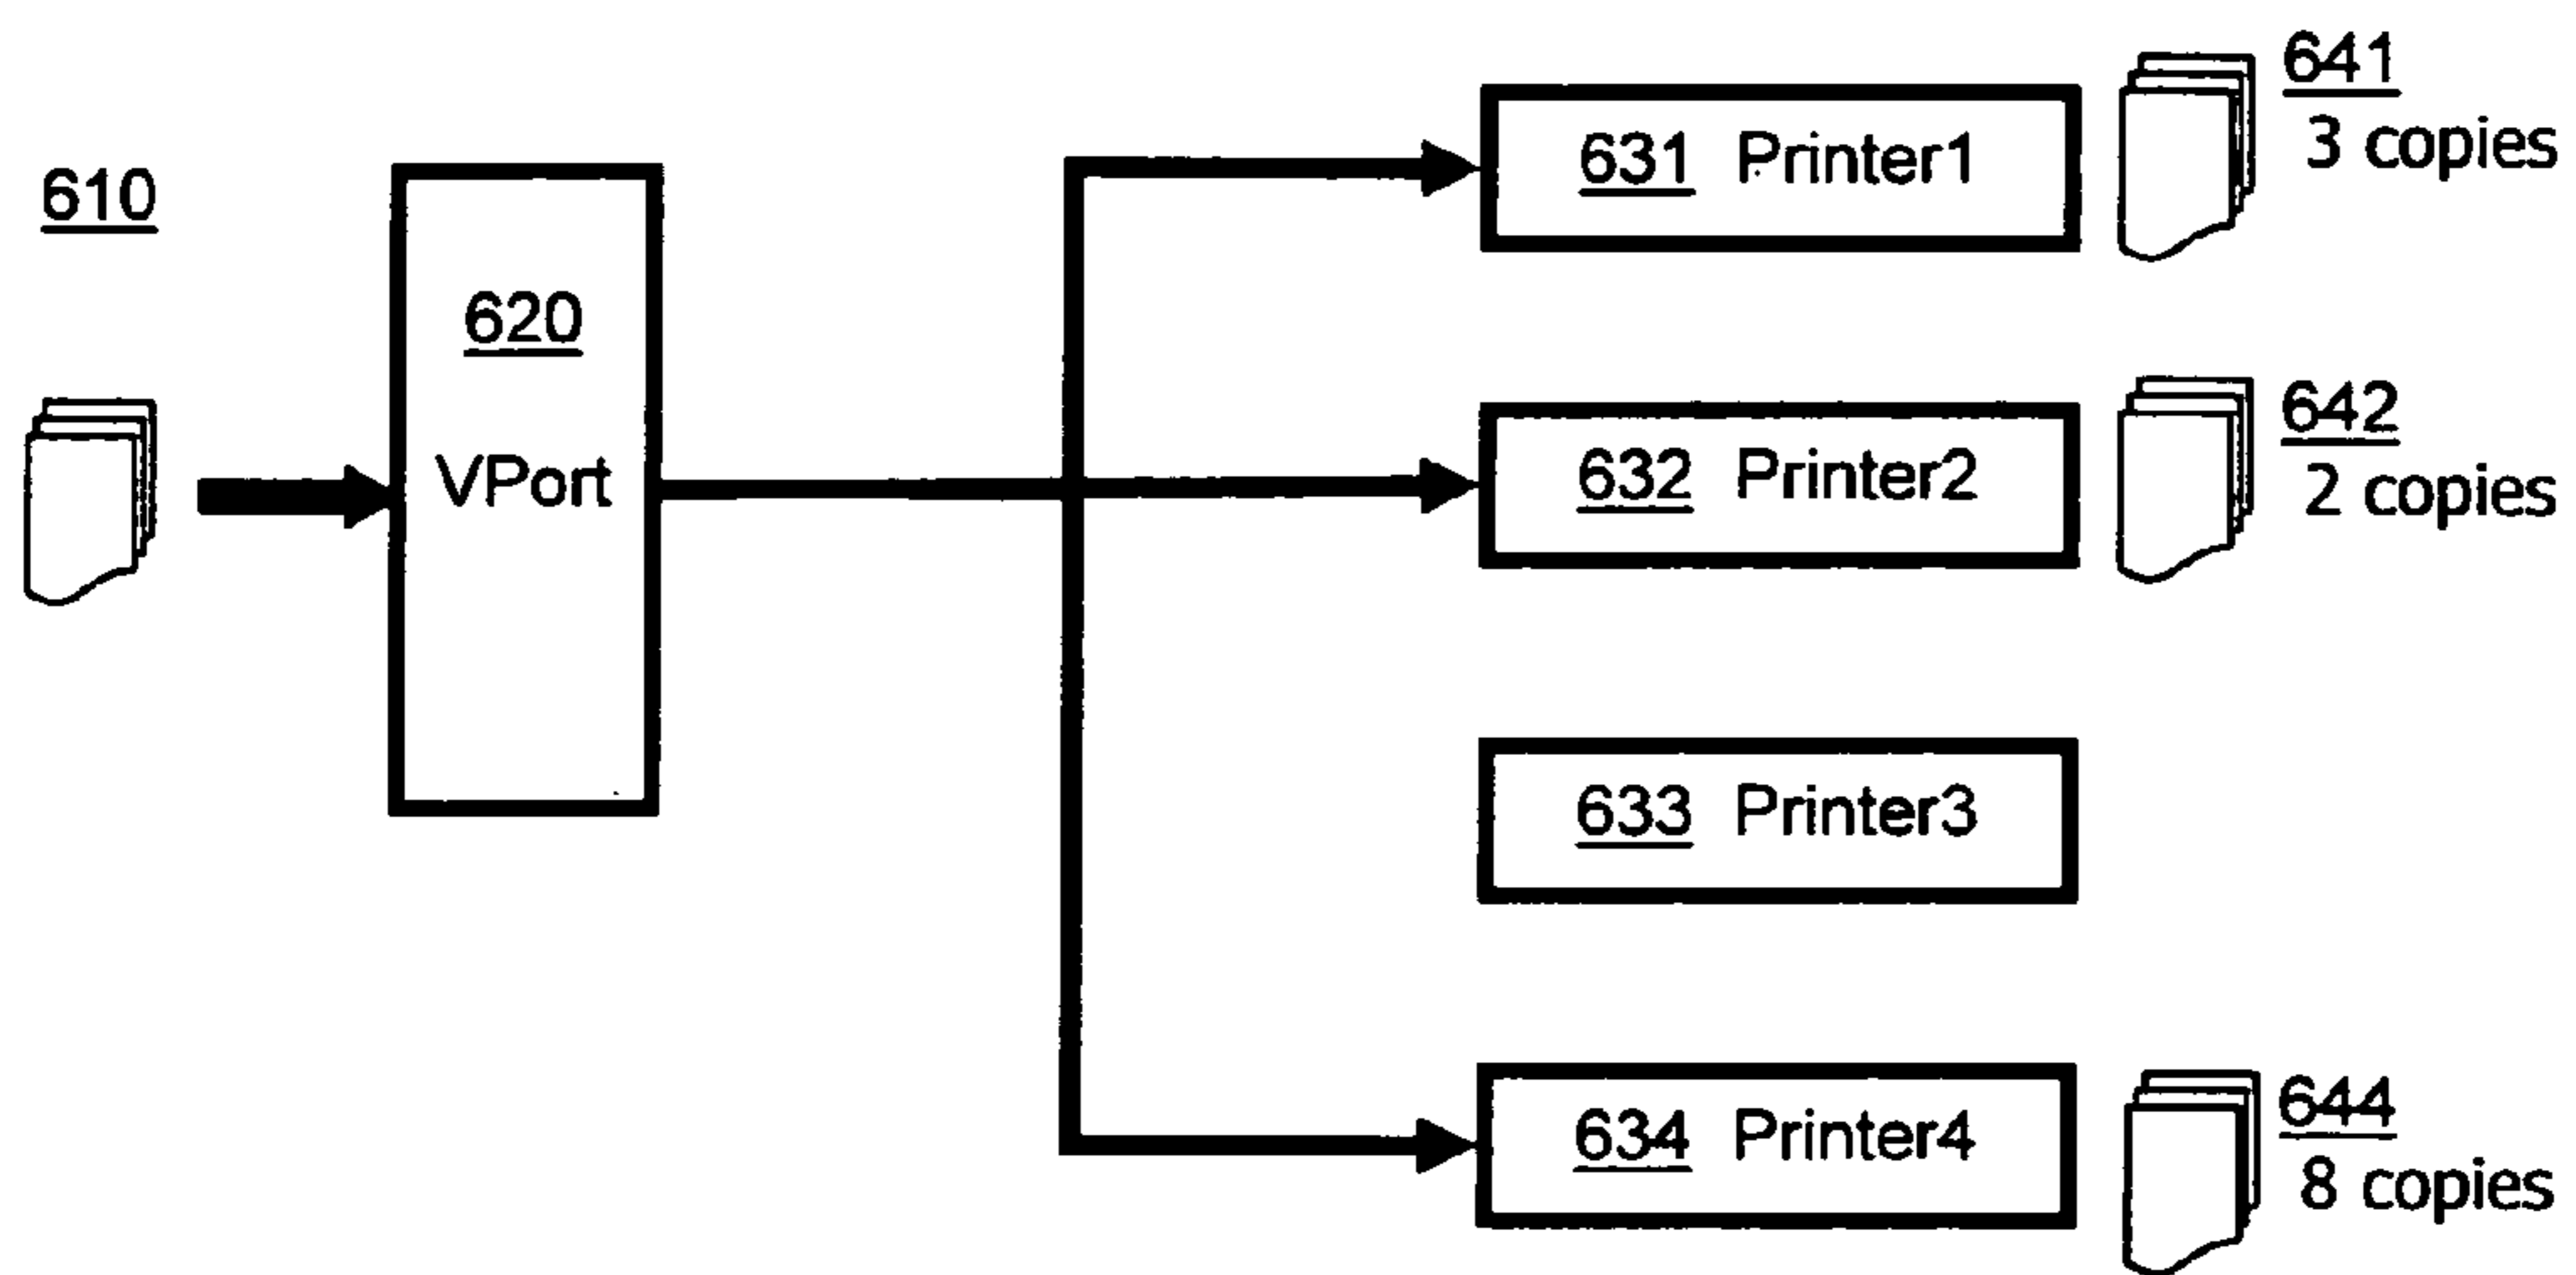 610
620
VPort
631 Printer1
641
3 copies
632 Printer2
642
2 copies
633 Printer3
634 Printer4
644
8 copies